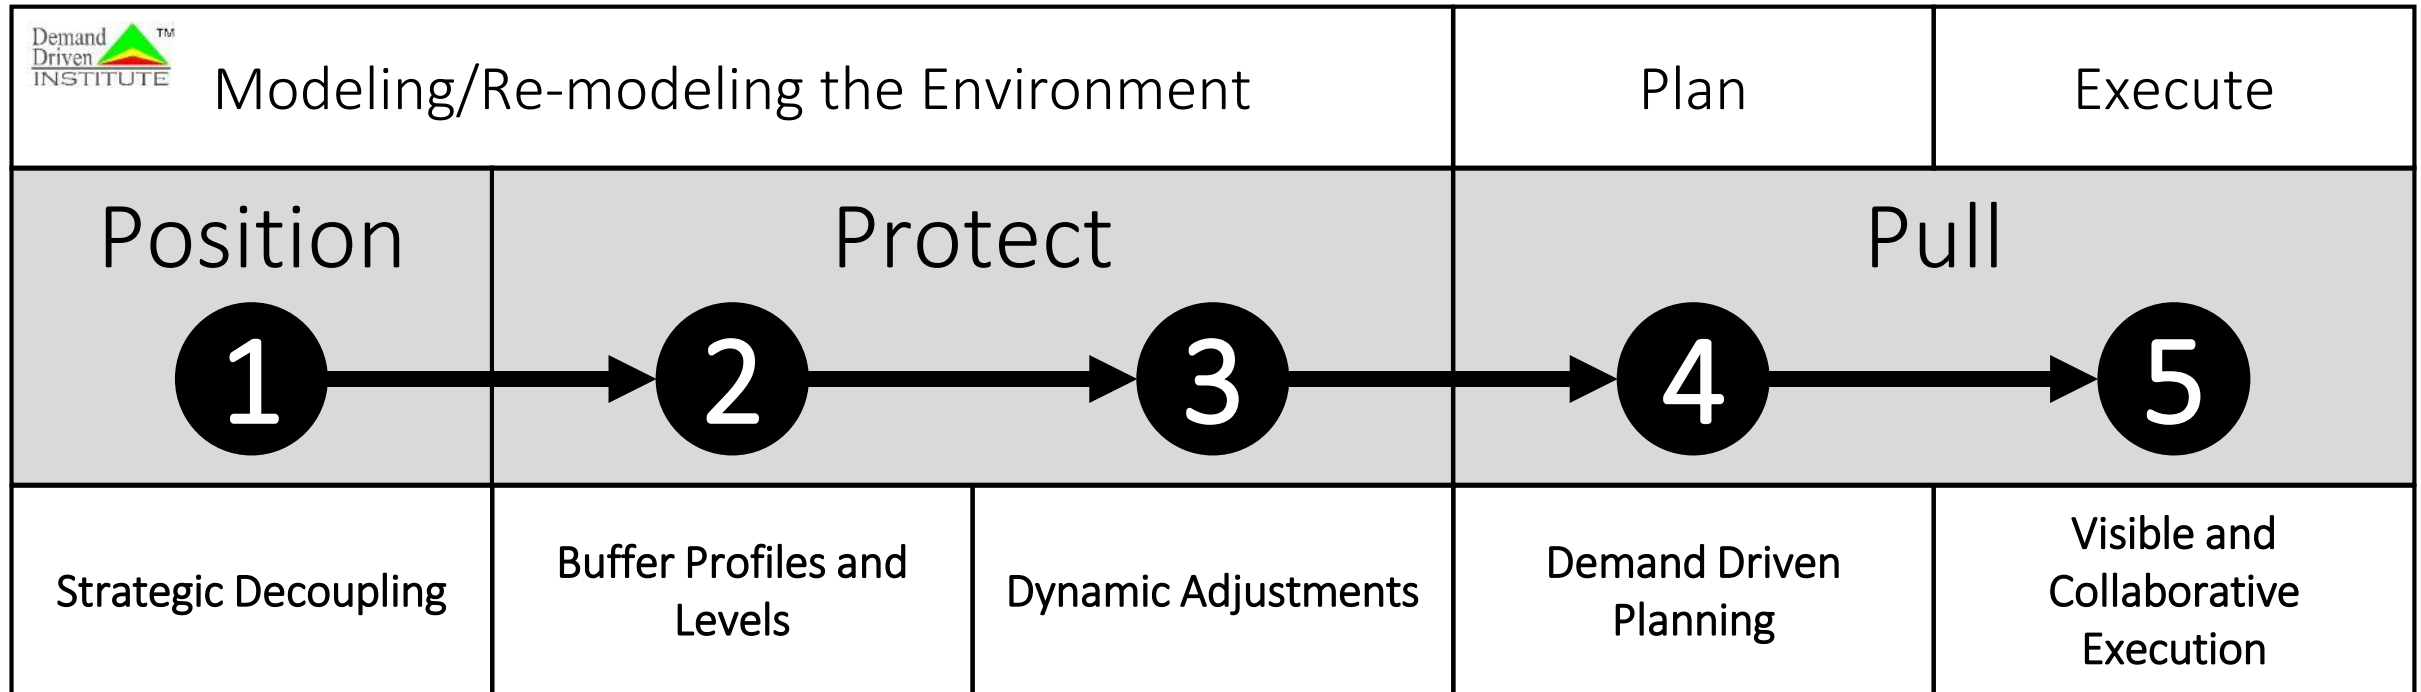 Demand
Driven
INSTITUTE
TM
Modeling/Re-modeling the Environment
Plan
Execute
Position
Protect
Pull
1
2
3
4
5
Strategic Decoupling
Buffer Profiles and
Levels
Dynamic Adjustments
Demand Driven
Planning
Visible and
Collaborative
Execution